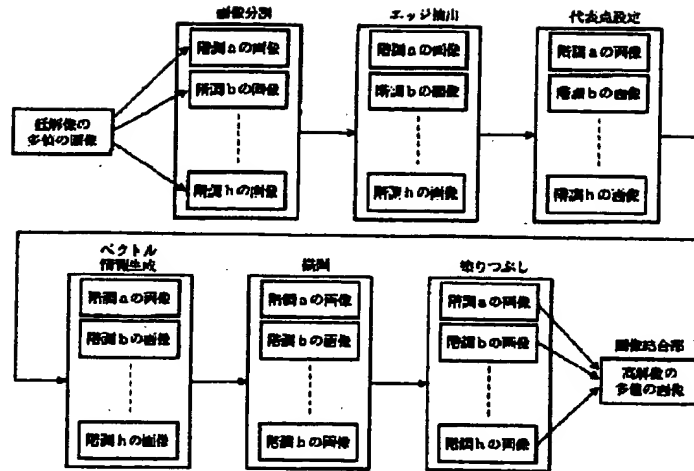 画像分割
階調aの画像
階調bの画像
階調hの画像
エッジ抽出
階調aの画像
階調bの画像
階調hの画像
代表点設定
階調aの画像
階調bの画像
階調hの画像
低解像の
多値の画像
ベクトル
情報生成
階調aの画像
階調bの画像
階調hの画像
階調aの画像
階調bの画像
階調hの画像
塗りつぶし
階調aの画像
階調bの画像
階調hの画像
画像結合部
高解像の
多値の画像